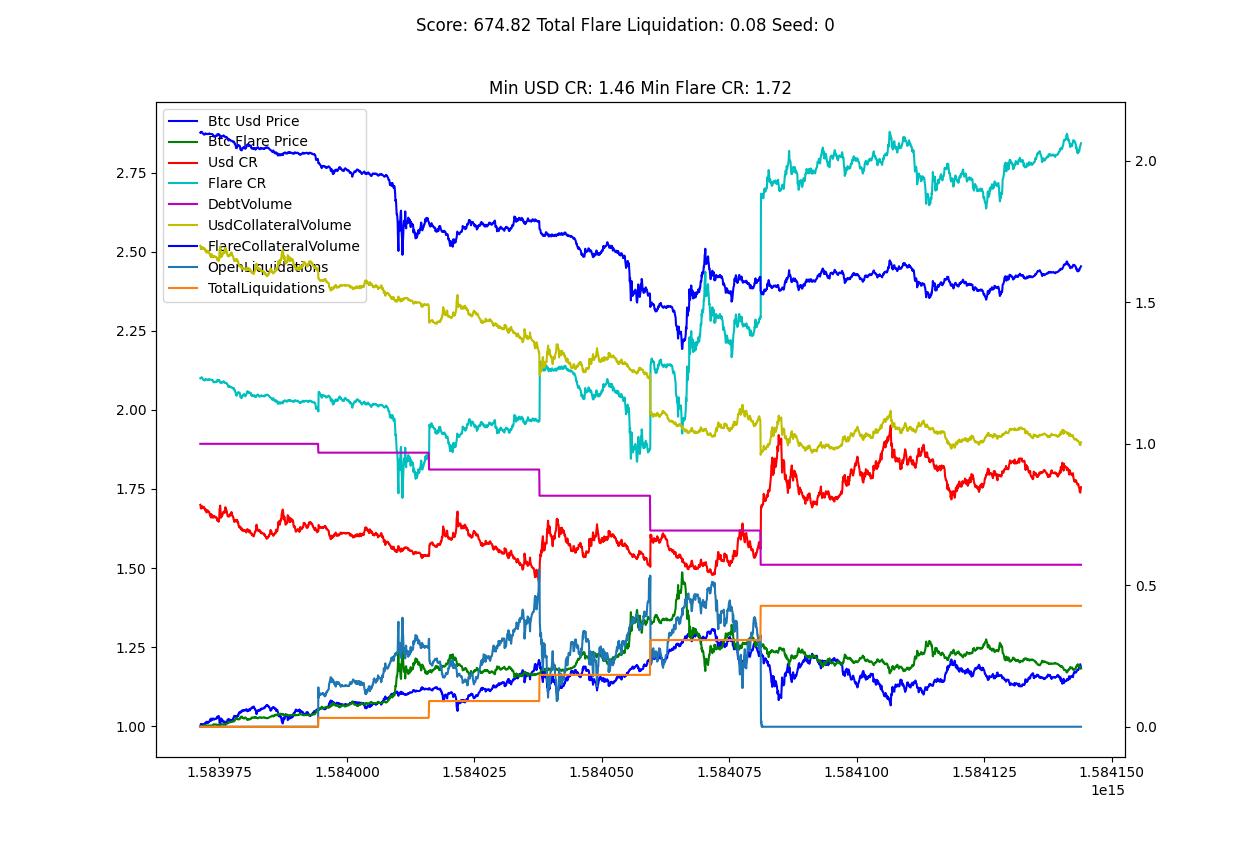 Score: 674.82 Total Flare Liquidation: 0.08 Seed: 0
Min USD CR: 1.46 Min Flare CR: 1.72
Btc Usd Price
Btc Flare Price
Usd CR
Flare CR
DebtVolume
UsdCollateralVolume
FlareCollateralVolume
OpenLiquidations
TotalLiquidations
2.75
2.50
2.25
2.00
1.75
1.50
1.25
1.00
2.0
1.5
1.0
0.5
0.0
1.583975 1.584000 1.584025 1.584050 1.584075 1.584100 1.584125 1.584150
1e15